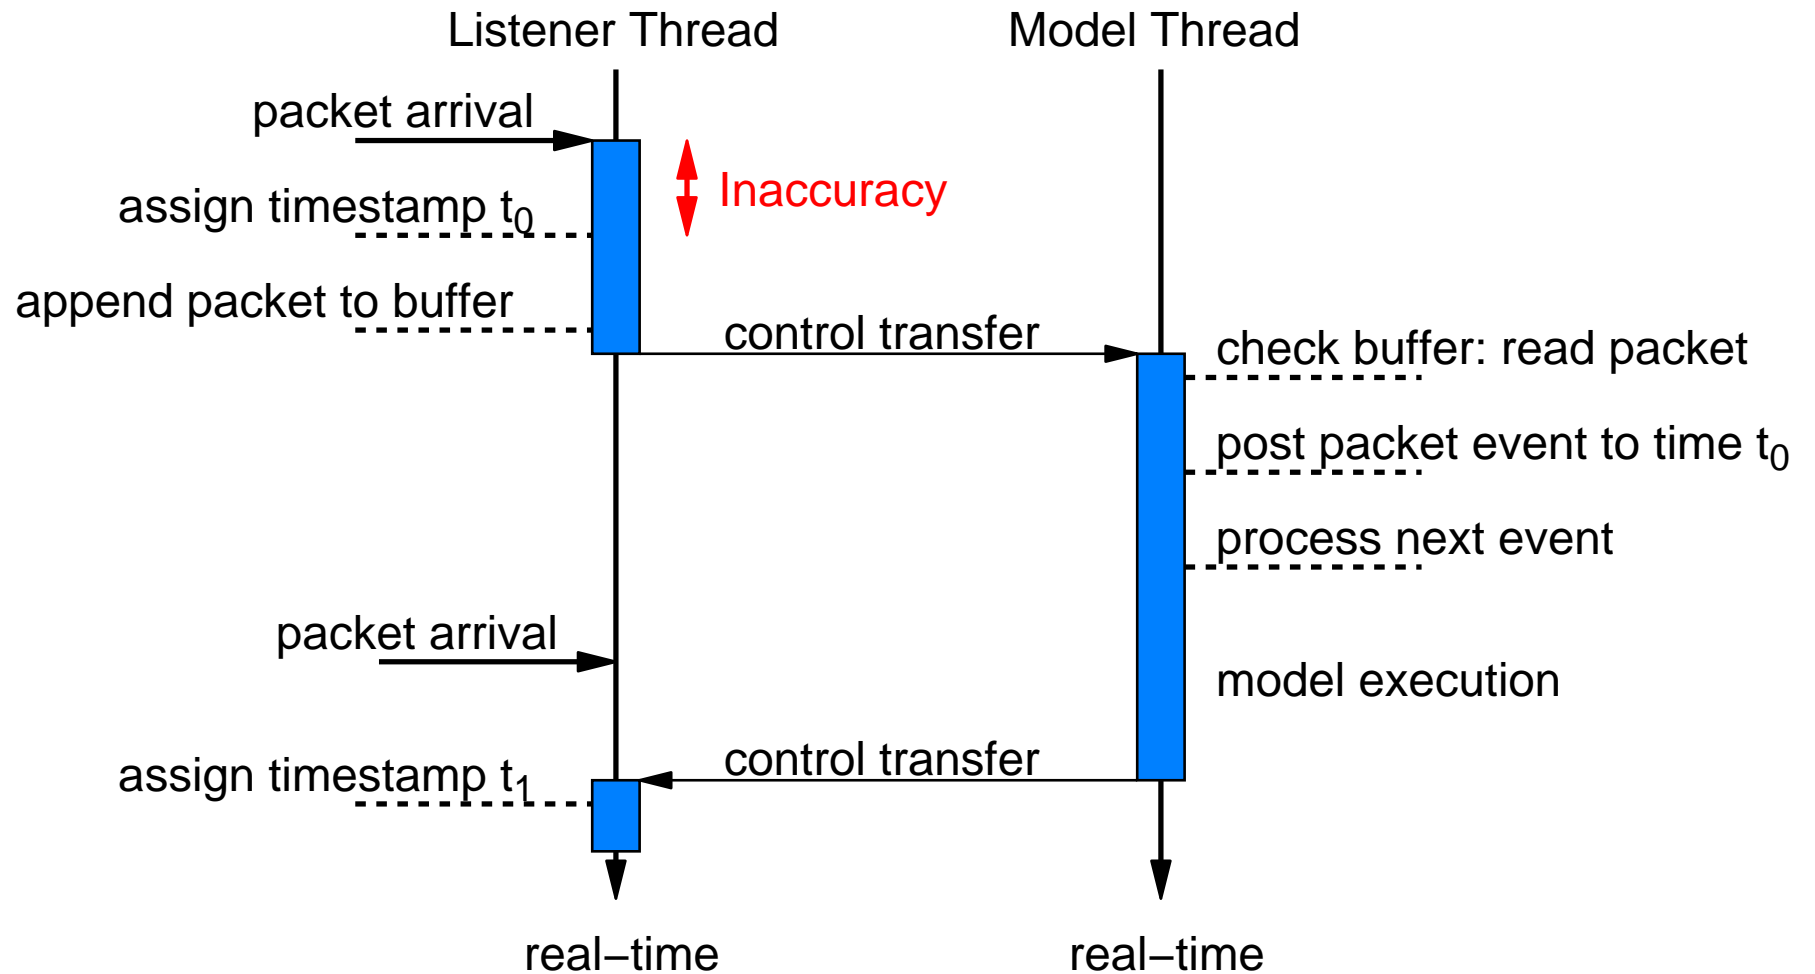 Listener Thread
Model Thread
packet arrival
Inaccuracy
assign timestamp t₀
append packet to buffer
control transfer
check buffer: read packet
post packet event to time t₀
process next event
packet arrival
model execution
control transfer
assign timestamp t₁
real−time
real−time